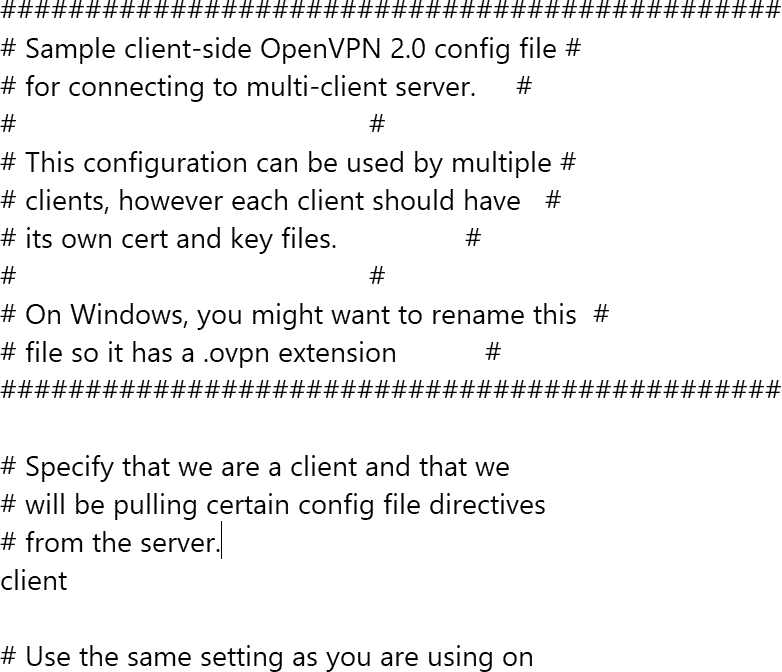 ##############################################
# Sample client-side OpenVPN 2.0 config file #
# for connecting to multi-client server.     #
#                                            #
# This configuration can be used by multiple #
# clients, however each client should have   #
# its own cert and key files.                #
#                                            #
# On Windows, you might want to rename this  #
# file so it has a .ovpn extension           #
##############################################

# Specify that we are a client and that we
# will be pulling certain config file directives
# from the server.
client

# Use the same setting as you are using on